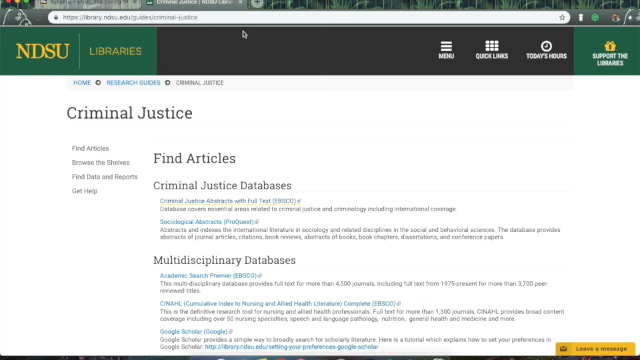 Criminal Justice | NDSU Libr
https://library.ndsu.edu/guides/criminal-justice
NDSU LIBRARIES
MENU QUICK LINKS TODAY'S HOURS SUPPORT THE LIBRARIES
HOME RESEARCH GUIDES CRIMINAL JUSTICE
Criminal Justice
Find Articles
Browse the Shelves
Find Data and Reports
Get Help
Find Articles
Criminal Justice Databases
Criminal Justice Abstracts with Full Text (EBSCO)
Database covers essential areas related to criminal justice and criminology including international coverage.
Sociological Abstracts (ProQuest)
Abstracts and indexes the international literature in sociology and related disciplines in the social and behavioral sciences. The database provides
abstracts of journal articles, citations, book reviews, abstracts of books, book chapters, dissertations, and conference papers.
Multidisciplinary Databases
Academic Search Premier (EBSCO)
This multi-disciplinary database provides full text for more than 4,500 journals, including full text from 1975-present for more than 3,700 peer-
reviewed titles.
CINAHL (Cumulative Index to Nursing and Allied Health Literature) Complete (EBSCO)
This is the definitive research tool for nursing and allied health professionals. Full text for more than 1,300 journals, CINAHL provides broad
content coverage including over 50 nursing specialties, speech and language pathology, nutrition, general health and medicine and more.
Google Scholar (Google)
Google Scholar provides a simple way to broadly search for scholarly literature. Here is a tutorial which explains how to set your preferences in
Google Scholar: http://library.ndsu.edu/setting-your-preferences-google-scholar
Leave a message